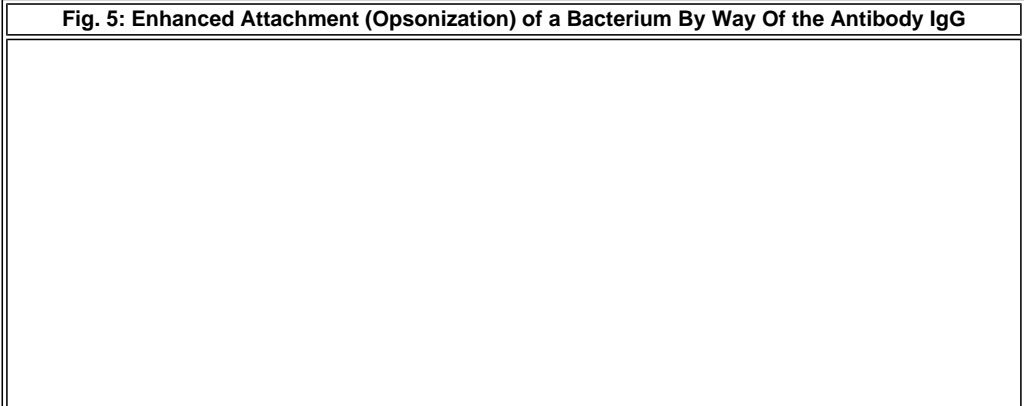 Fig. 5: Enhanced Attachment (Opsonization) of a Bacterium By Way Of the Antibody IgG